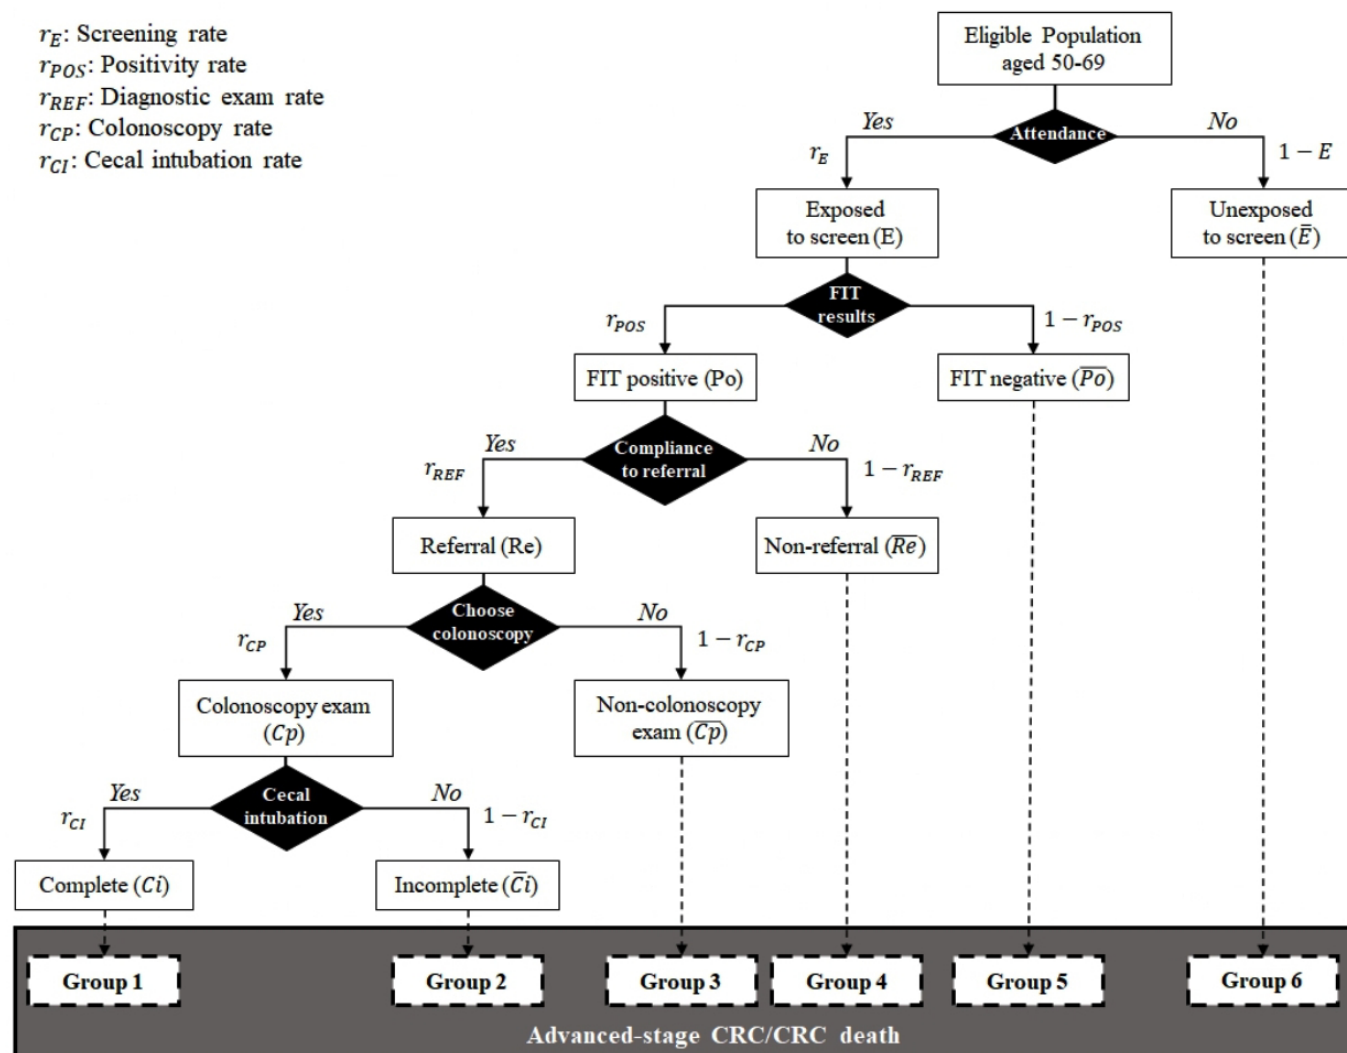 r_E: Screening rate
r_POS: Positivity rate
r_REF: Diagnostic exam rate
r_CP: Colonoscopy rate
r_CI: Cecal intubation rate
Eligible Population
aged 50-69
Yes
Attendance
No
r_E
1 − E
Exposed
to screen (E)
Unexposed
to screen (E̅)
FIT
results
r_POS
1 − r_POS
FIT positive (Po)
FIT negative (P̅o̅)
Yes
Compliance
to referral
No
r_REF
1 − r_REF
Referral (Re)
Non-referral (R̅e̅)
Yes
Choose
colonoscopy
No
r_CP
1 − r_CP
Colonoscopy exam
(Cp)
Non-colonoscopy
exam (C̅p̅)
Yes
Cecal
intubation
No
r_CI
1 − r_CI
Complete (Ci)
Incomplete (C̅i)
Group 1
Group 2
Group 3
Group 4
Group 5
Group 6
Advanced-stage CRC/CRC death